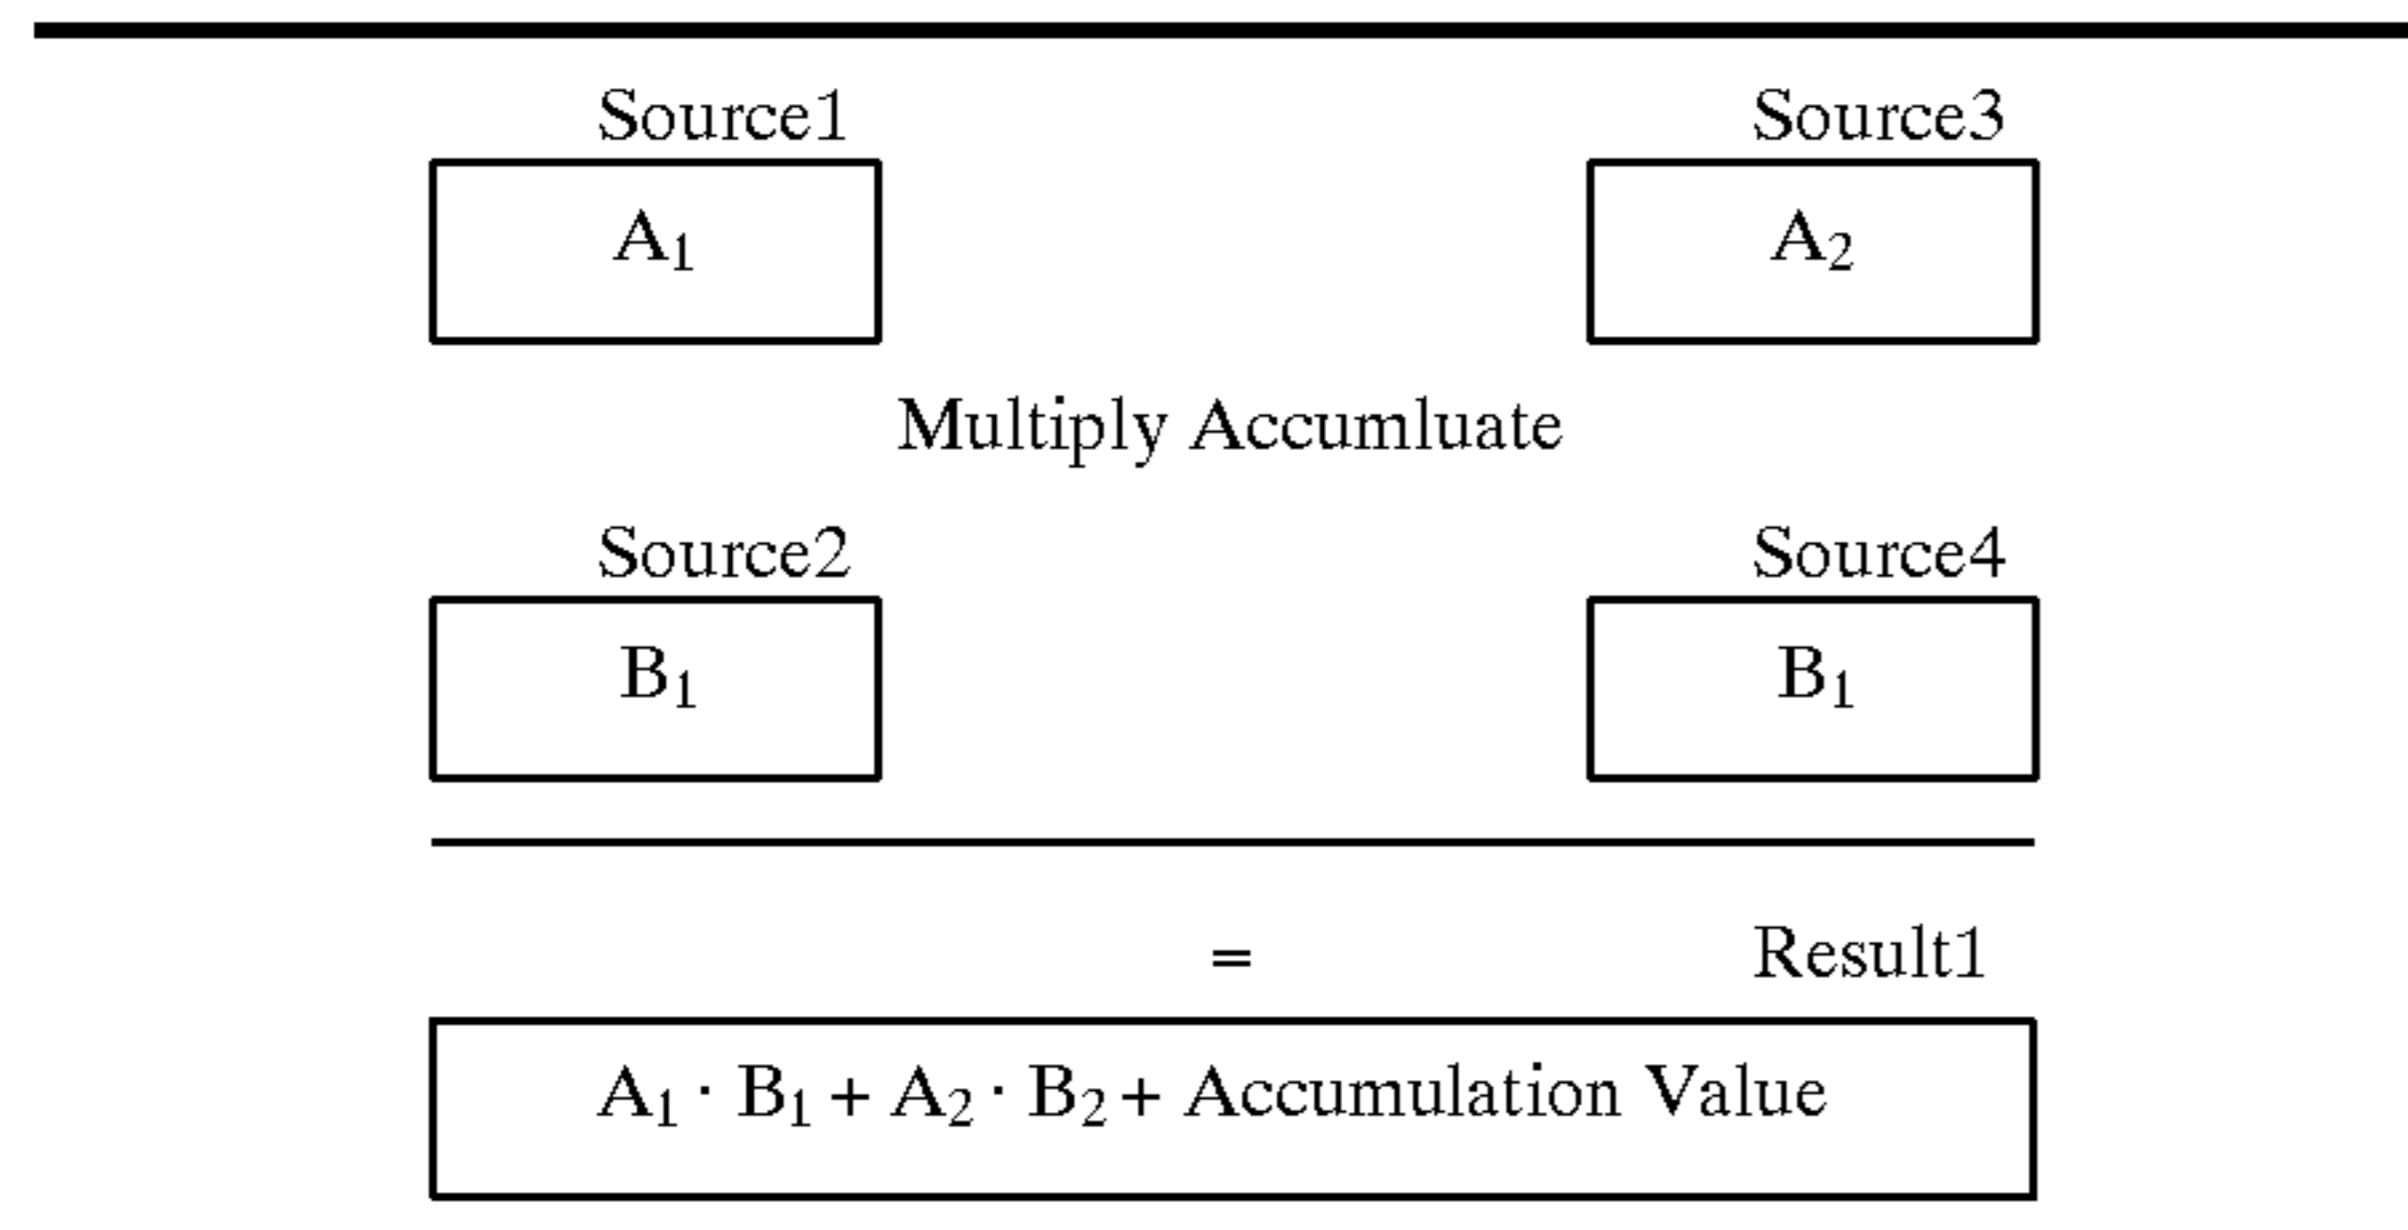 Source1 Source3
A₁ A₂
Multiply Accumluate
Source2 Source4
B₁ B₁
= Result1
A₁ · B₁ + A₂ · B₂ + Accumulation Value